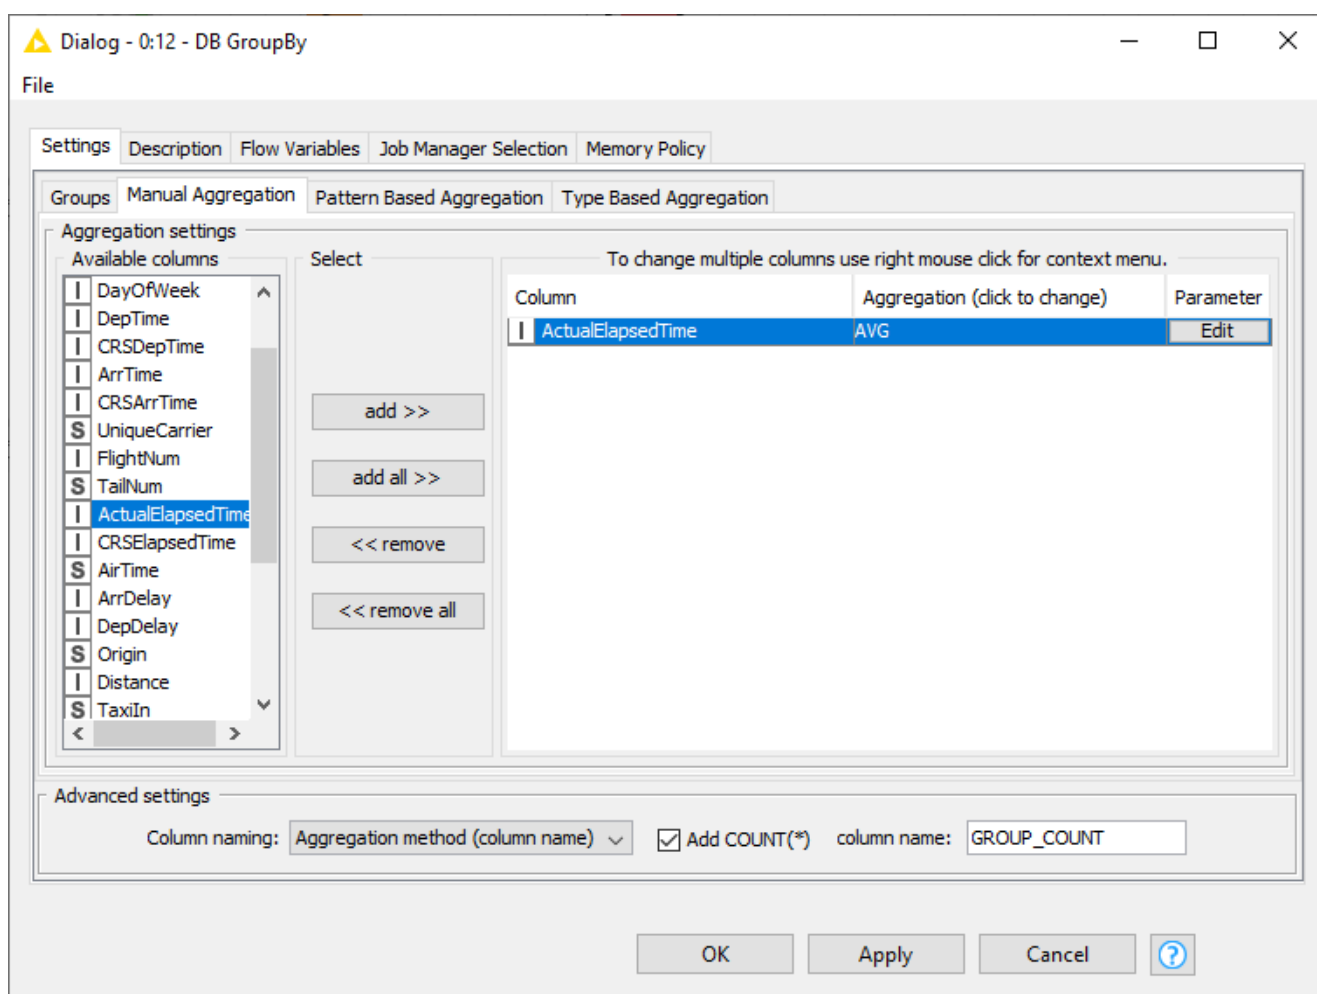 Dialog - 0:12 - DB GroupBy
File
Settings Description Flow Variables Job Manager Selection Memory Policy
Groups Manual Aggregation Pattern Based Aggregation Type Based Aggregation
Aggregation settings
Available columns
I DayOfWeek
I DepTime
I CRSDepTime
I ArrTime
I CRSArrTime
S UniqueCarrier
I FlightNum
S TailNum
I ActualElapsedTime
I CRSElapsedTime
S AirTime
I ArrDelay
I DepDelay
S Origin
I Distance
S TaxiIn
Select
add >>
add all >>
<< remove
<< remove all
To change multiple columns use right mouse click for context menu.
Column Aggregation (click to change) Parameter
I ActualElapsedTime AVG Edit
Advanced settings
Column naming: Aggregation method (column name) Add COUNT(*) column name: GROUP_COUNT
OK Apply Cancel ?